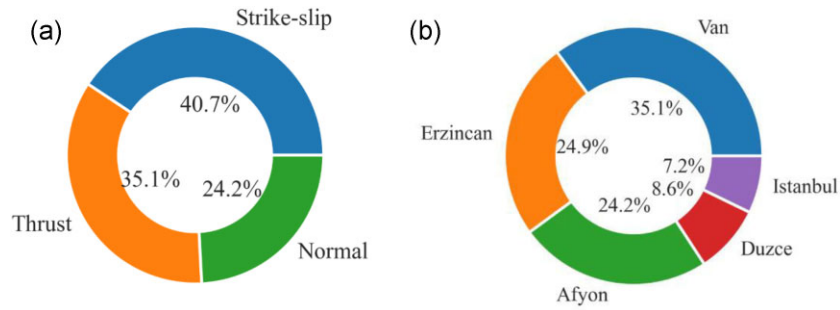 (a)
Strike-slip
40.7%
35.1%
24.2%
Thrust
Normal
(b)
Van
35.1%
Erzincan
24.9%
7.2%
Istanbul
8.6%
24.2%
Duzce
Afyon